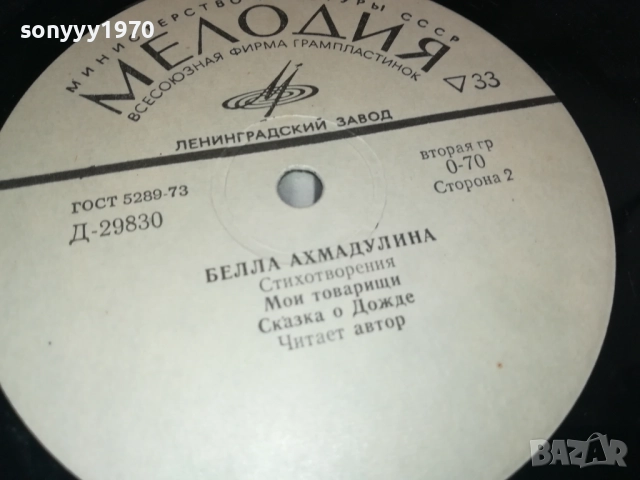 sonyyy1970
МИНИСТЕРСТВО КУЛЬТУРЫ СССР
МЕЛОДИЯ
ВСЕСОЮЗНАЯ ФИРМА ГРАМПЛАСТИНОК
33
ЛЕНИНГРАДСКИЙ ЗАВОД
ГОСТ 5289-73
Д-29830
вторая гр
0-70
Сторона 2
БЕЛЛА АХМАДУЛИНА
Стихотворения
Мои товарищи
Сказка о Дожде
Читает автор
BAZAR